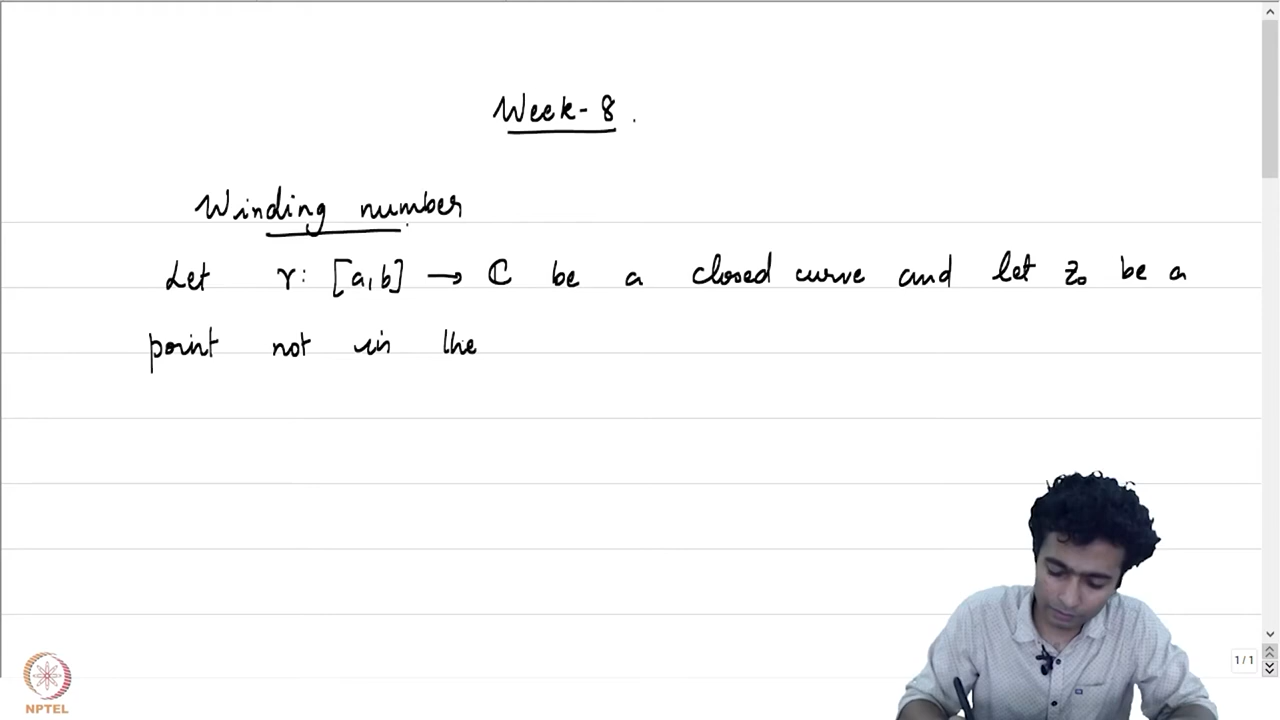 Week-8.
Winding number
Let γ: [a,b] → ℂ be a closed curve and let z₀ be a
point not in the
1/1
NPTEL